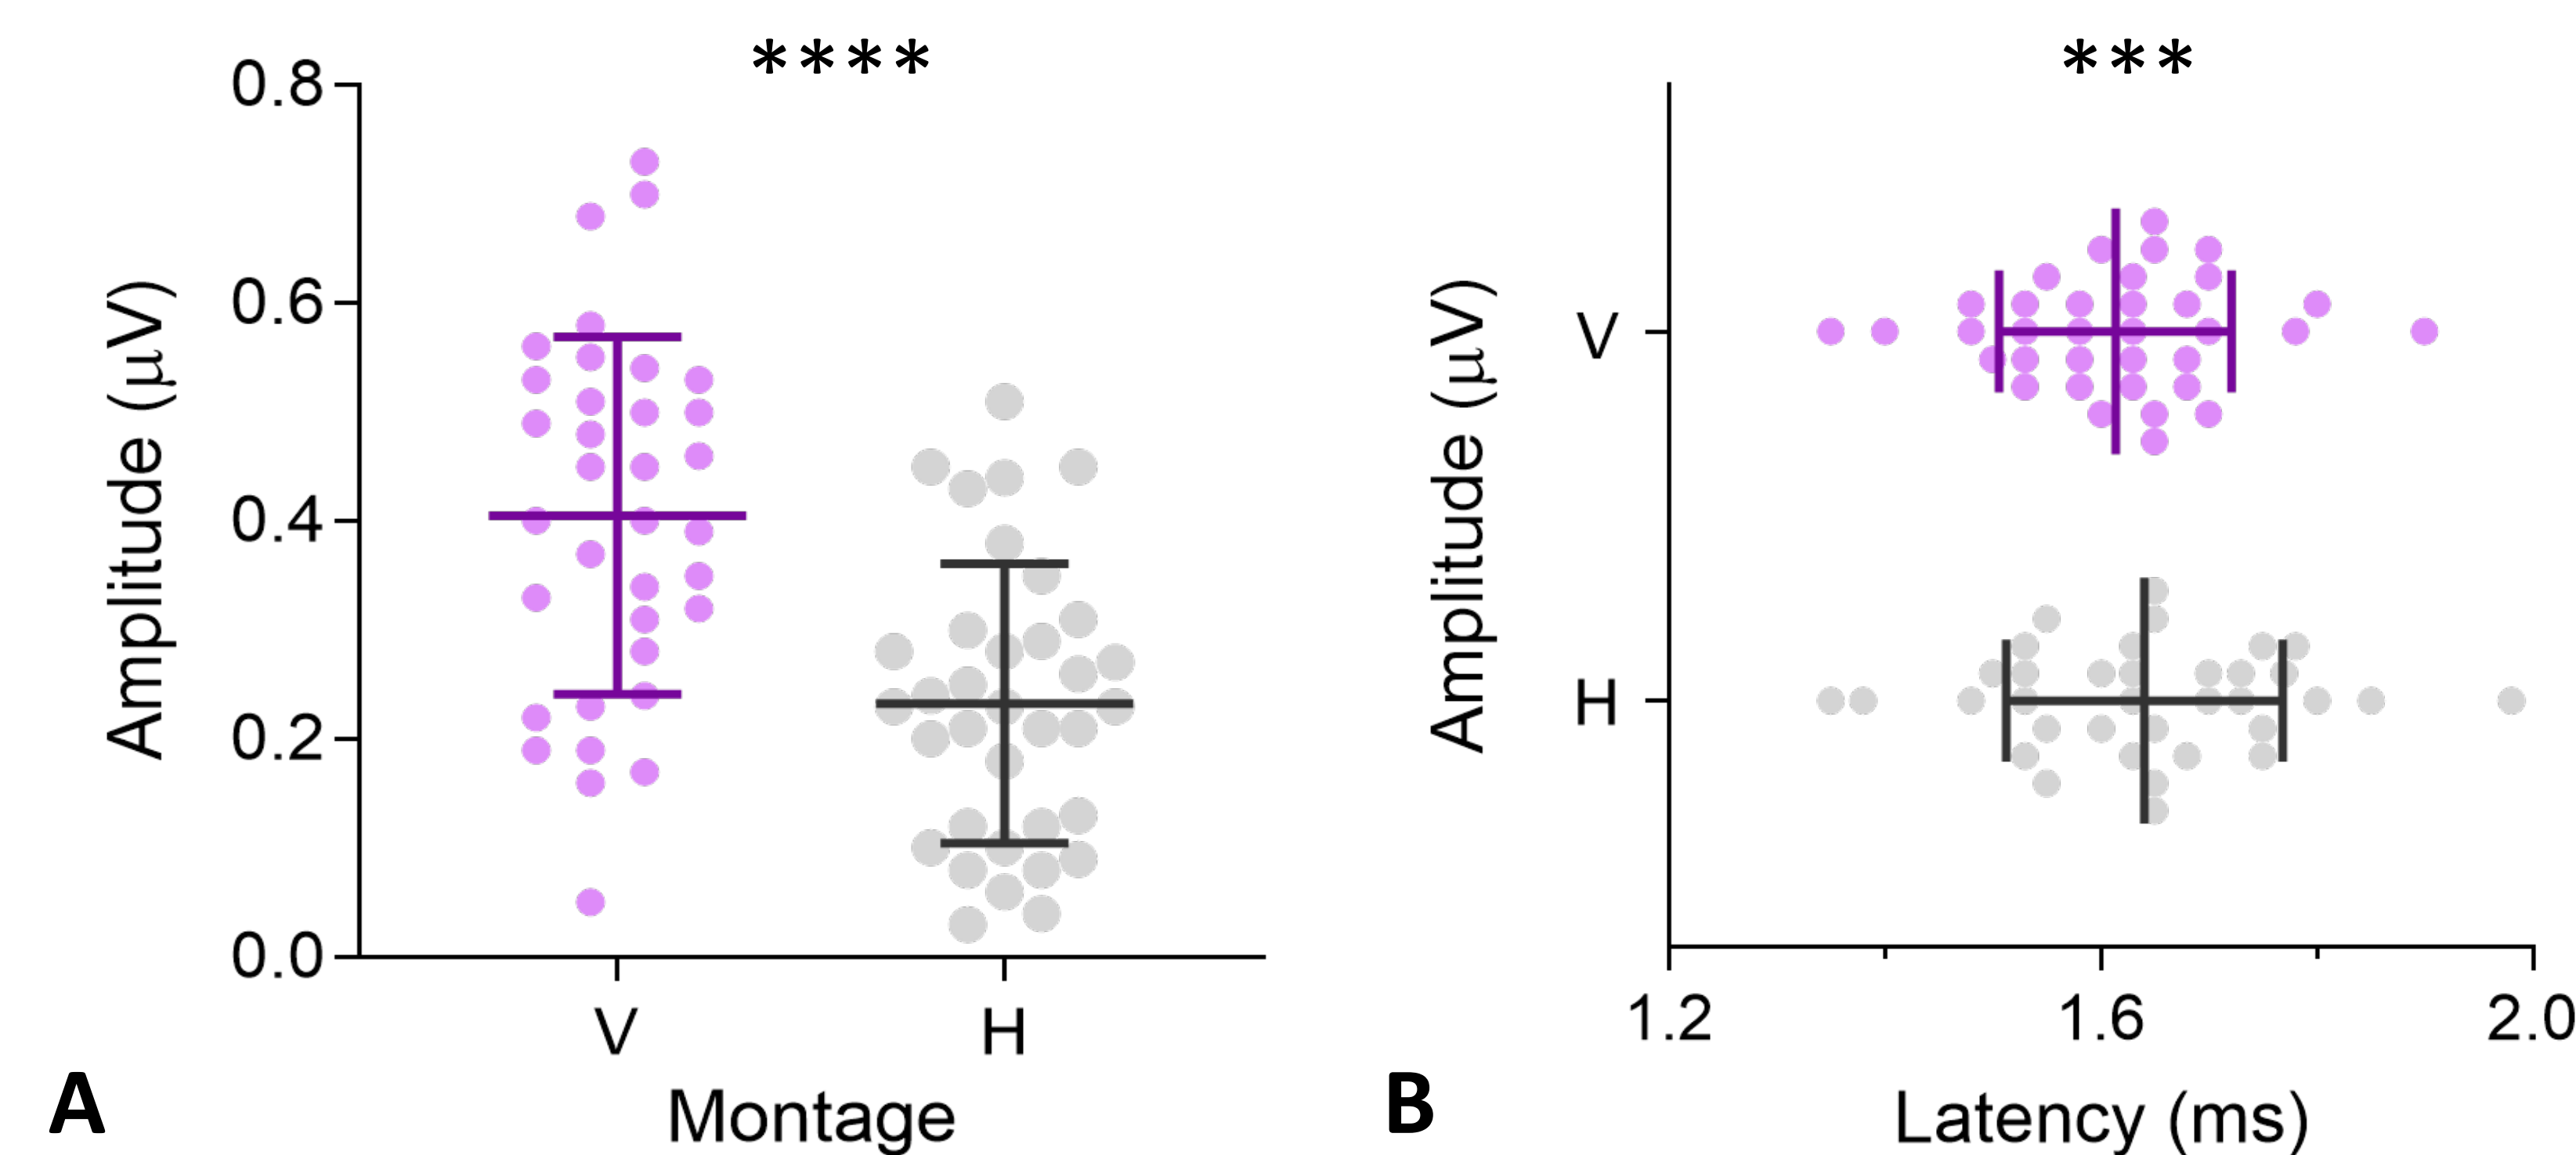 ****
0.8
0.6
0.4
0.2
0.0
Amplitude (µV)
V H
Montage
A
***
Amplitude (µV)
V
H
1.2 1.6 2.0
Latency (ms)
B